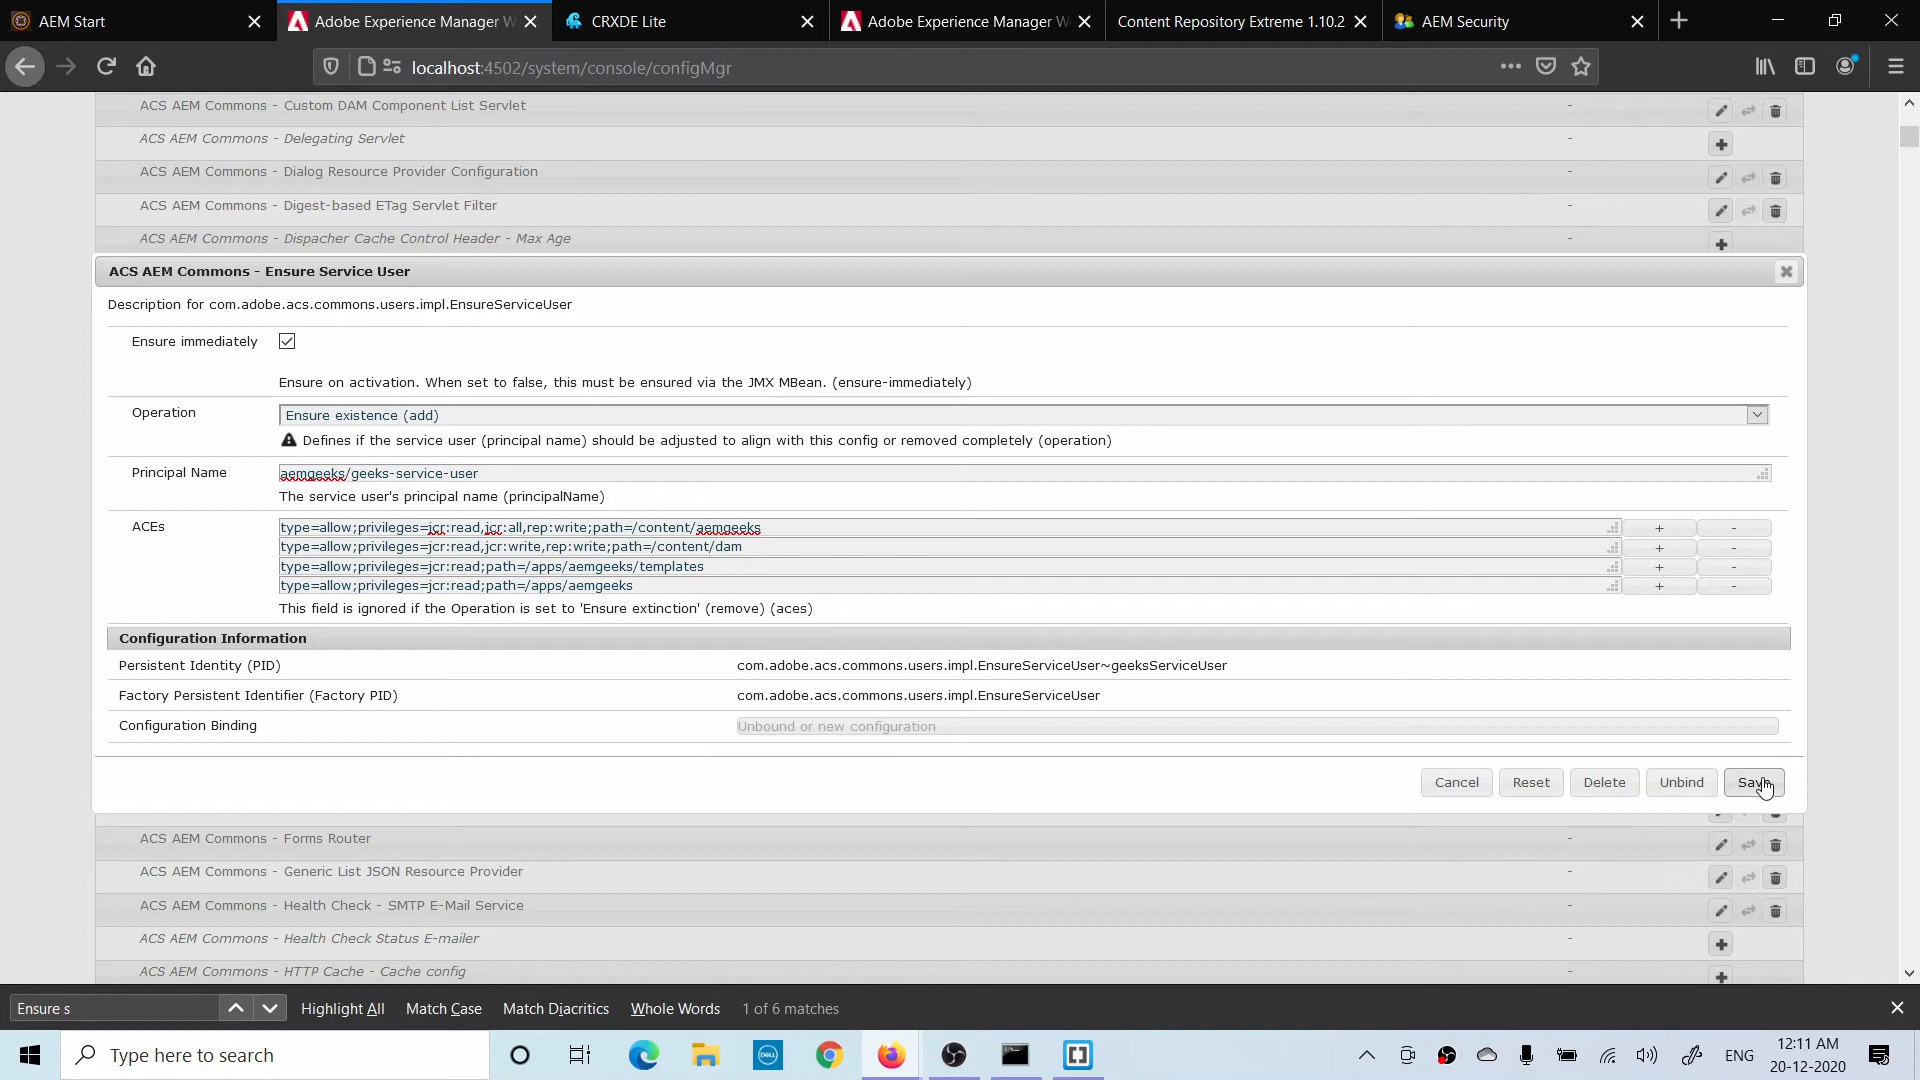 AEM Start
Adobe Experience Manager W
CRXDE Lite
Adobe Experience Manager W
Content Repository Extreme 1.10.2
AEM Security
localhost:4502/system/console/configMgr
ACS AEM Commons - Custom DAM Component List Servlet -
ACS AEM Commons - Delegating Servlet -
ACS AEM Commons - Dialog Resource Provider Configuration -
ACS AEM Commons - Digest-based ETag Servlet Filter -
ACS AEM Commons - Dispacher Cache Control Header - Max Age
ACS AEM Commons - Ensure Service User
Description for com.adobe.acs.commons.users.impl.EnsureServiceUser
Ensure immediately
Ensure on activation. When set to false, this must be ensured via the JMX MBean. (ensure-immediately)
Operation Ensure existence (add)
Defines if the service user (principal name) should be adjusted to align with this config or removed completely (operation)
Principal Name aemgeeks/geeks-service-user
The service user's principal name (principalName)
ACEs type=allow;privileges=jcr:read,jcr:all,rep:write;path=/content/aemgeeks + -
type=allow;privileges=jcr:read,jcr:write,rep:write;path=/content/dam + -
type=allow;privileges=jcr:read;path=/apps/aemgeeks/templates + -
type=allow;privileges=jcr:read;path=/apps/aemgeeks + -
This field is ignored if the Operation is set to 'Ensure extinction' (remove) (aces)
Configuration Information
Persistent Identity (PID) com.adobe.acs.commons.users.impl.EnsureServiceUser~geeksServiceUser
Factory Persistent Identifier (Factory PID) com.adobe.acs.commons.users.impl.EnsureServiceUser
Configuration Binding Unbound or new configuration
Cancel Reset Delete Unbind Save
ACS AEM Commons - Forms Router -
ACS AEM Commons - Generic List JSON Resource Provider -
ACS AEM Commons - Health Check - SMTP E-Mail Service -
ACS AEM Commons - Health Check Status E-mailer -
ACS AEM Commons - HTTP Cache - Cache config -
Ensure s Highlight All Match Case Match Diacritics Whole Words 1 of 6 matches
Type here to search
DELL
ENG
12:11 AM
20-12-2020